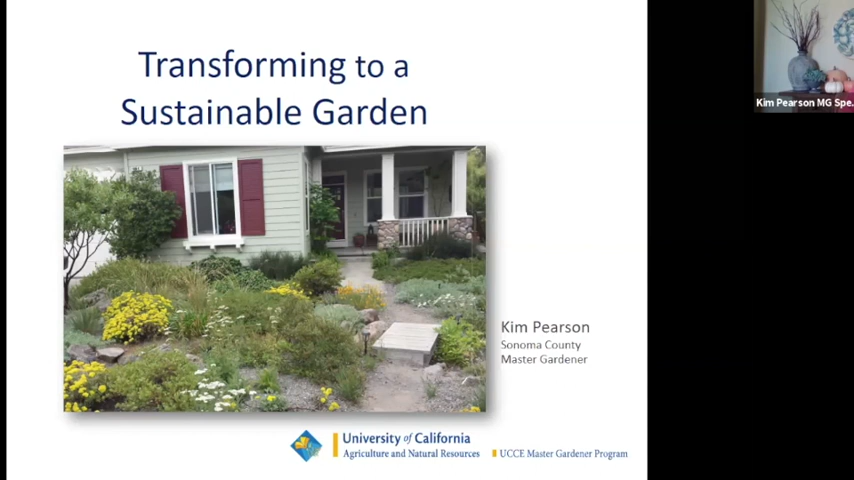 Transforming to a
Sustainable Garden
Kim Pearson MG Spe...
Kim Pearson
Sonoma County
Master Gardener
University of California
Agriculture and Natural Resources
UCCE Master Gardener Program